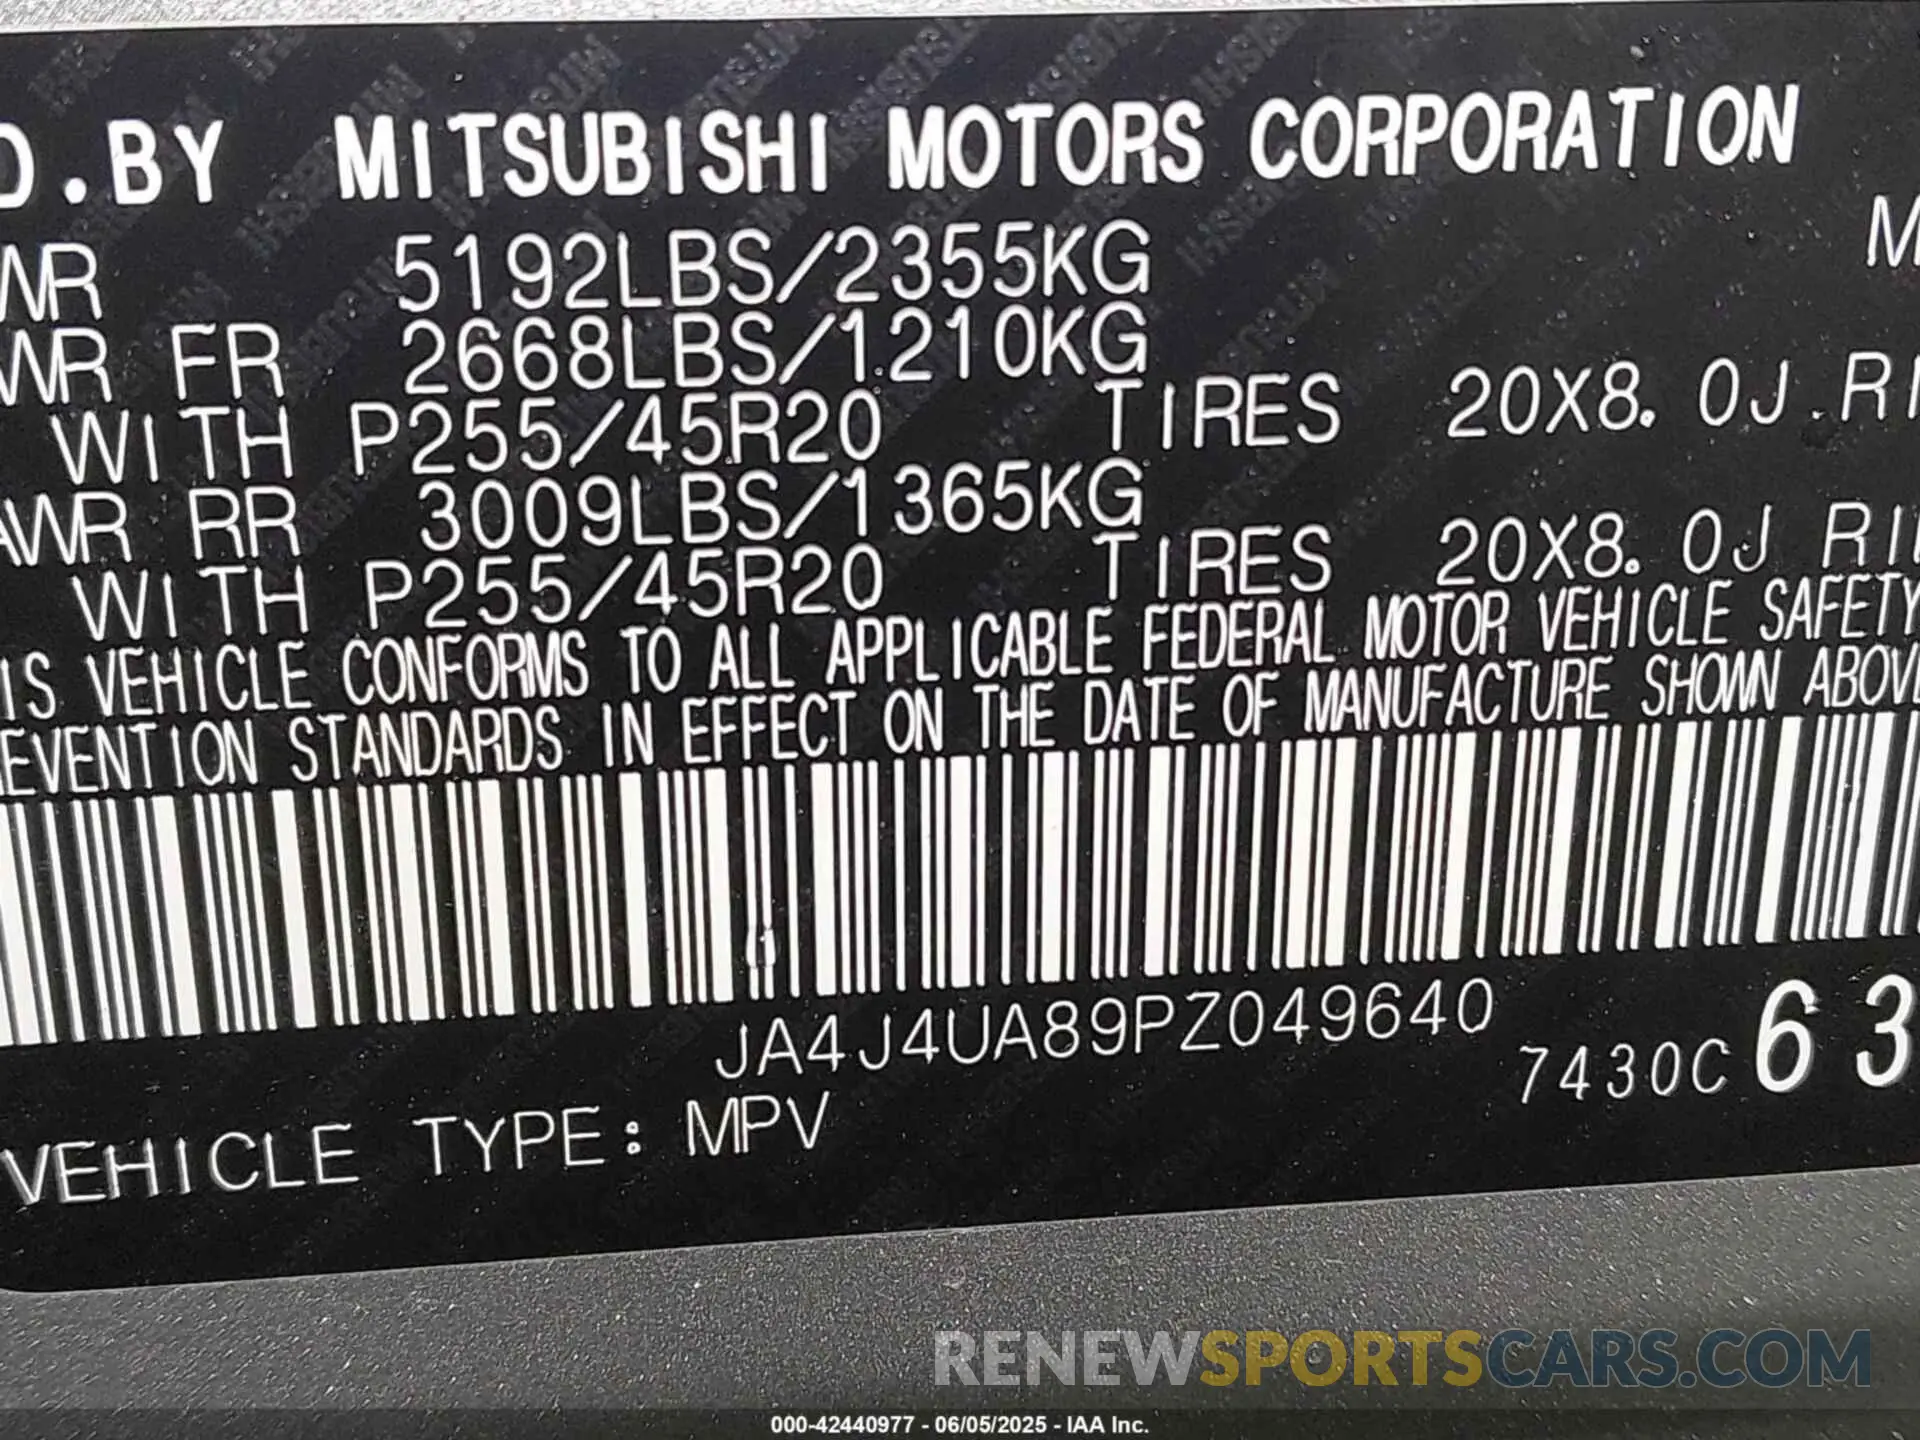 D.BY MITSUBISHI MOTORS CORPORATION
WR 5192LBS/2355KG M
WR FR 2668LBS/1210KG
WITH P255/45R20 TIRES 20X8.0J RI
AWR RR 3009LBS/1365KG
WITH P255/45R20 TIRES 20X8.0J RI
IS VEHICLE CONFORMS TO ALL APPLICABLE FEDERAL MOTOR VEHICLE SAFETY
EVENTION STANDARDS IN EFFECT ON THE DATE OF MANUFACTURE SHOWN ABOVE
JA4J4UA89PZ049640
7430C 63
VEHICLE TYPE: MPV
RENEWSPORTSCARS.COM
000-42440977 - 06/05/2025 - IAA Inc.